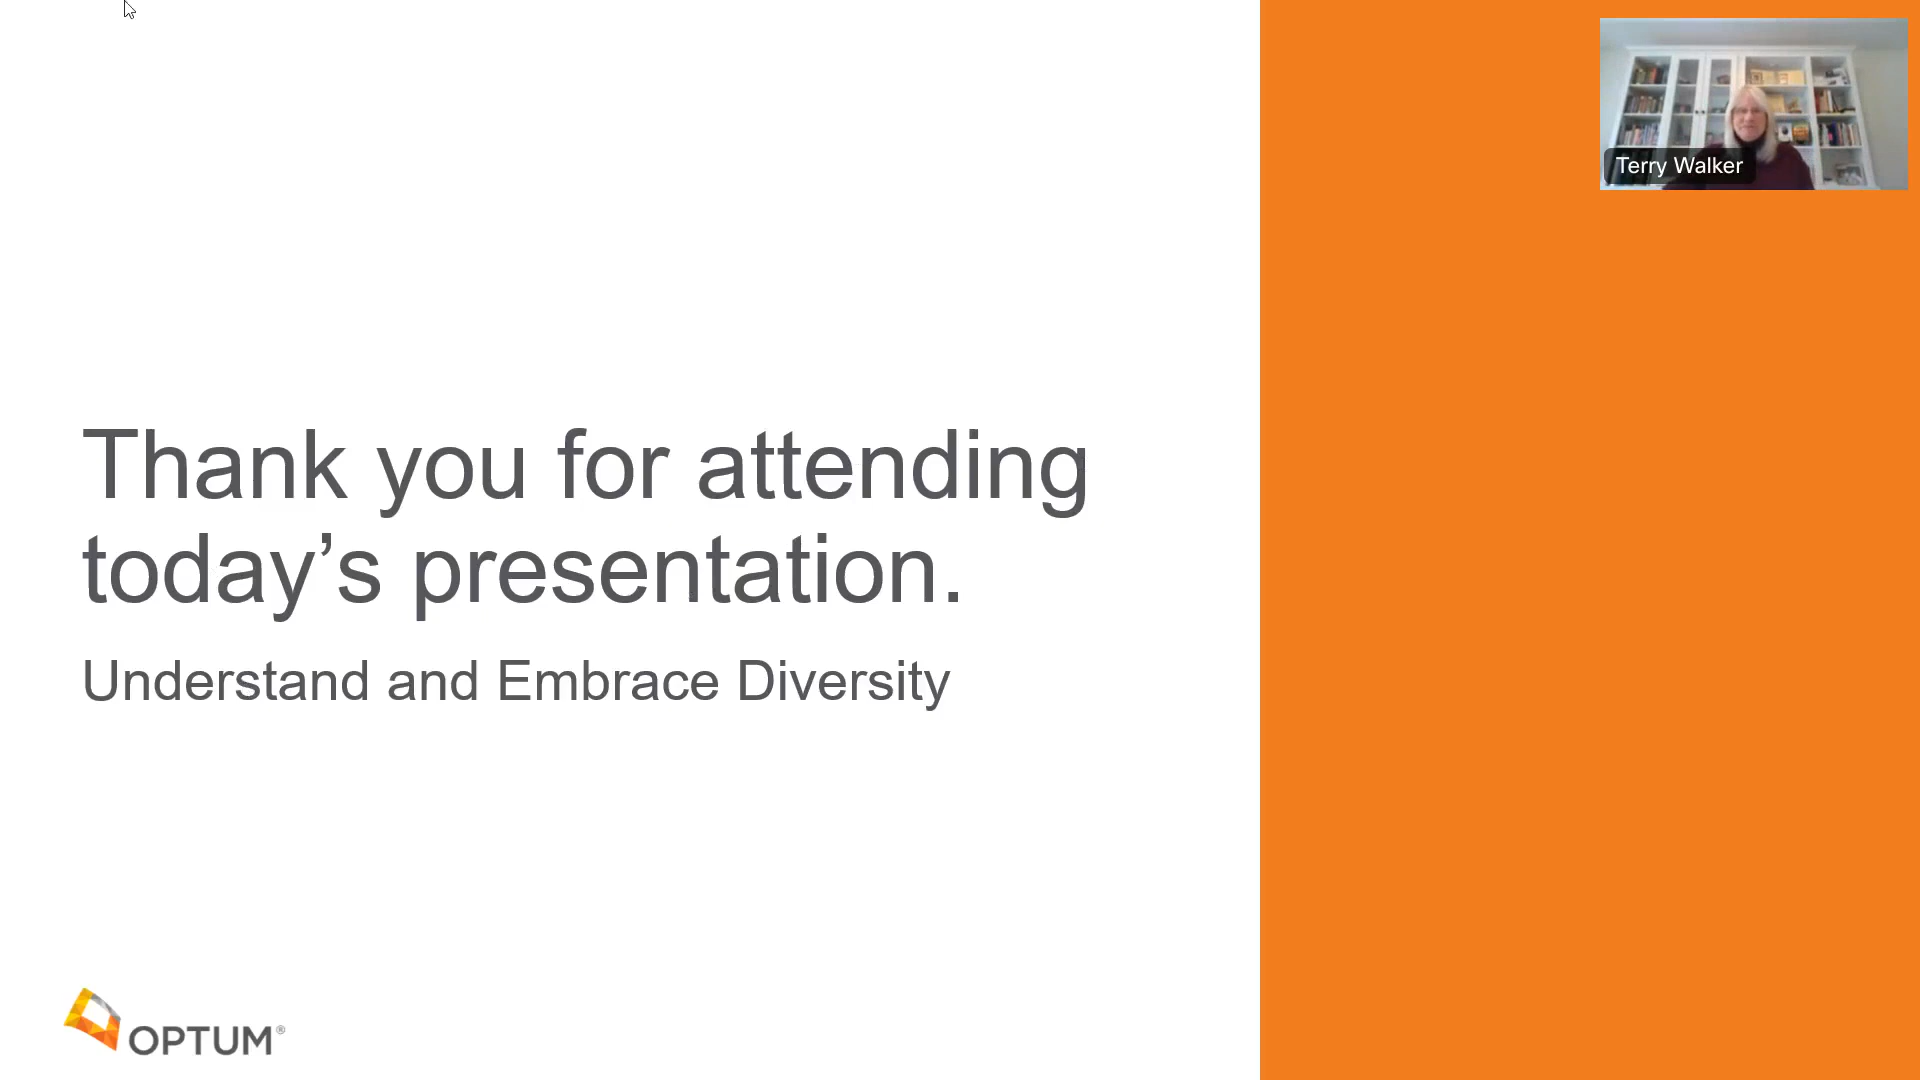 Terry Walker
Thank you for attending
today’s presentation.
Understand and Embrace Diversity
OPTUM®